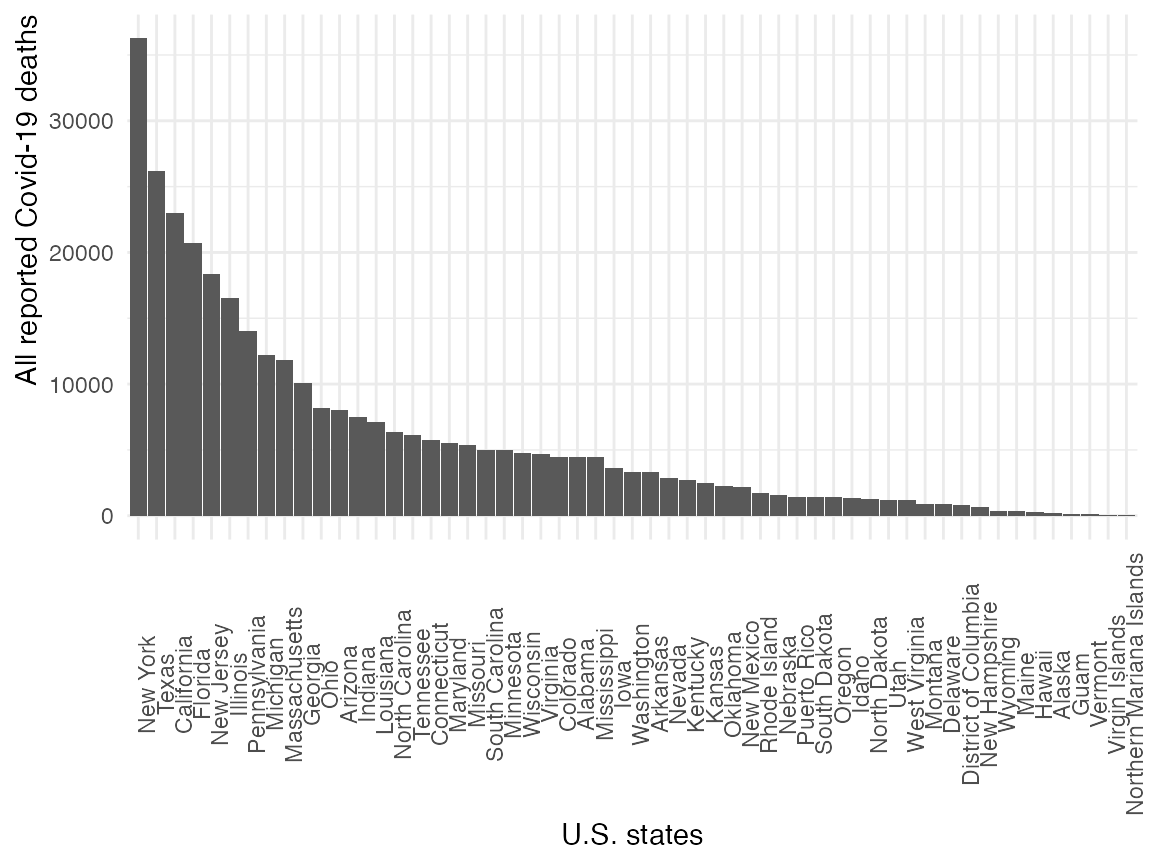 All reported Covid-19 deaths
30000
20000
10000
0
New York
Texas
California
Florida
New Jersey
Illinois
Pennsylvania
Michigan
Massachusetts
Georgia
Ohio
Arizona
Indiana
Louisiana
North Carolina
Tennessee
Connecticut
Maryland
Missouri
South Carolina
Minnesota
Wisconsin
Virginia
Colorado
Alabama
Mississippi
Iowa
Washington
Arkansas
Nevada
Kentucky
Kansas
Oklahoma
New Mexico
Rhode Island
Nebraska
Puerto Rico
South Dakota
Oregon
Idaho
North Dakota
Utah
West Virginia
Montana
Delaware
District of Columbia
New Hampshire
Wyoming
Maine
Hawaii
Alaska
Guam
Vermont
Virgin Islands
Northern Mariana Islands
U.S. states